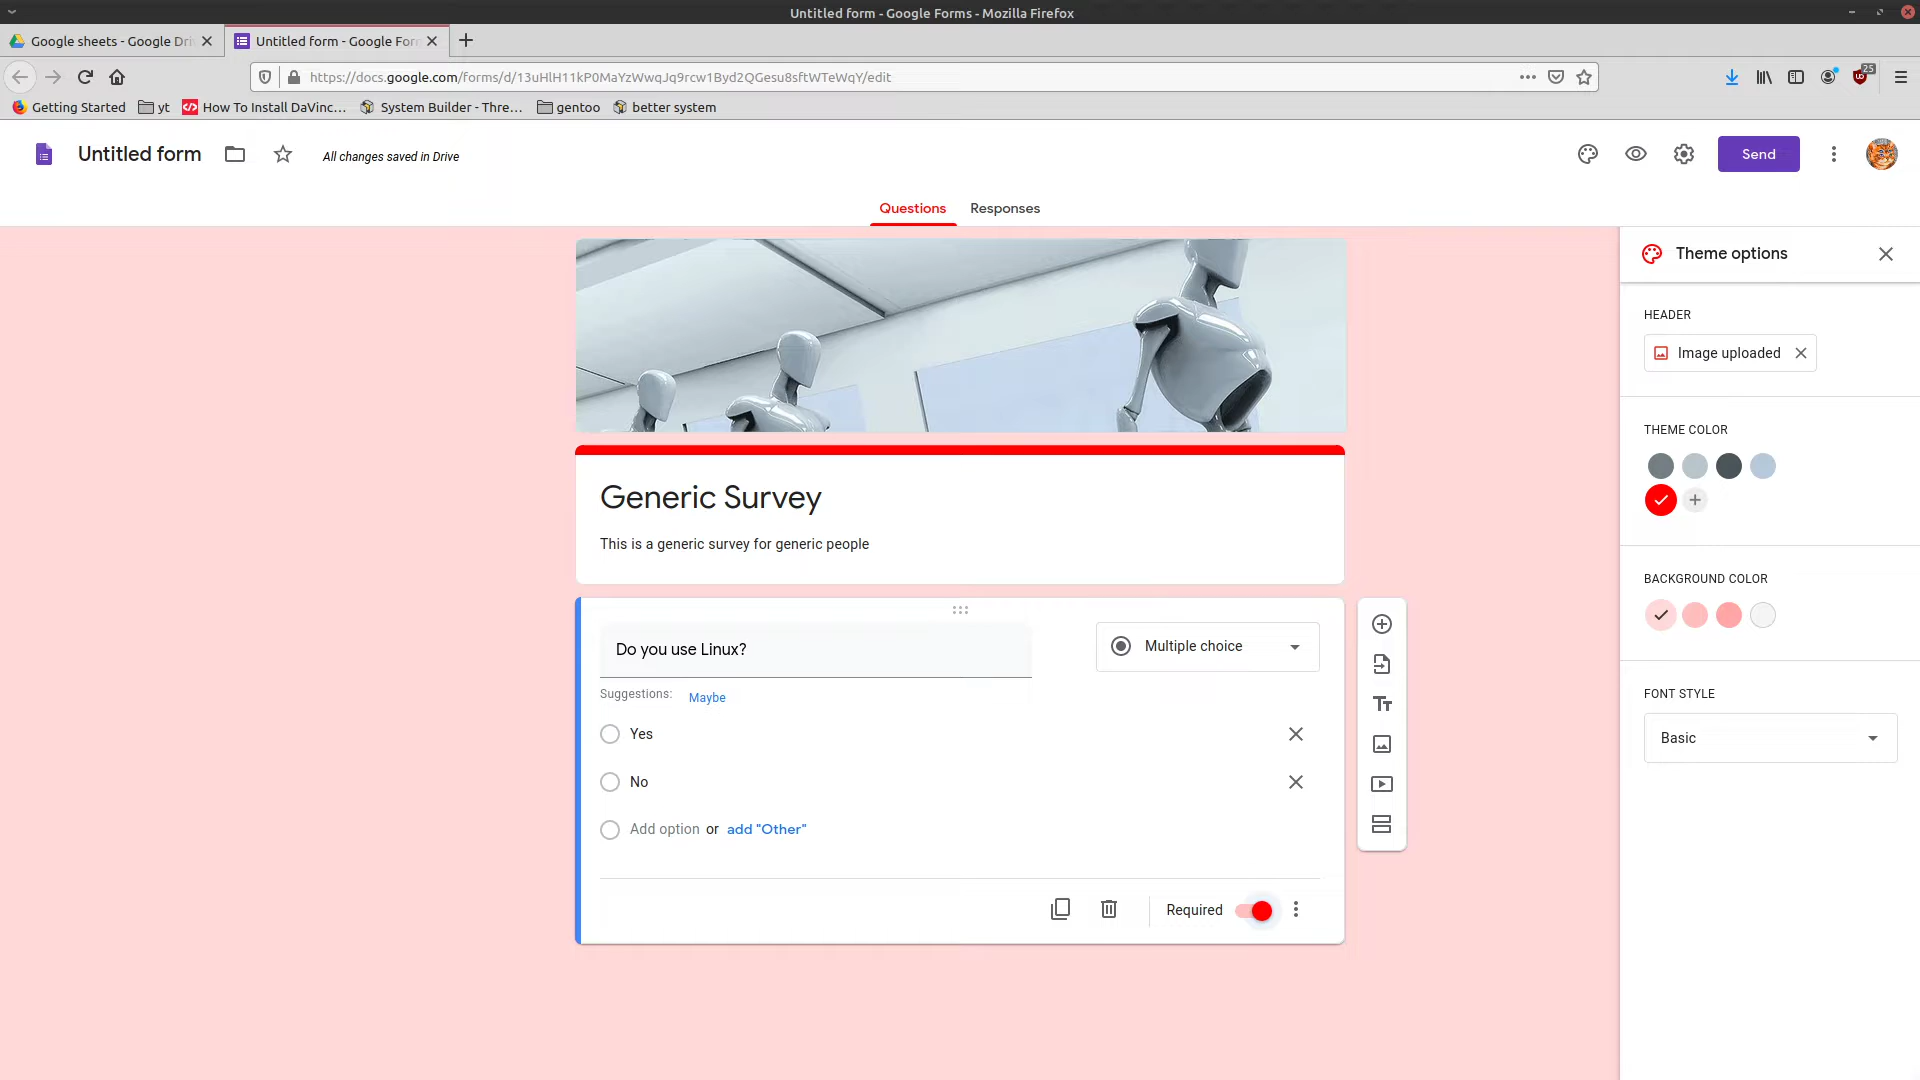 Untitled form - Google Forms - Mozilla Firefox
Google sheets - Google Dri
Untitled form - Google For
https://docs.google.com/forms/d/13uHlH11kP0MaYzWwqJq9rcw1Byd2QGesu8sftWTeWqY/edit
25
Getting Started
yt
How To Install DaVinc...
System Builder - Thre...
gentoo
better system
Untitled form
All changes saved in Drive
Send
Questions
Responses
Theme options
HEADER
Image uploaded
THEME COLOR
Generic Survey
This is a generic survey for generic people
BACKGROUND COLOR
Do you use Linux?
Multiple choice
Suggestions:
Maybe
FONT STYLE
Basic
Yes
No
Add option or add "Other"
Required